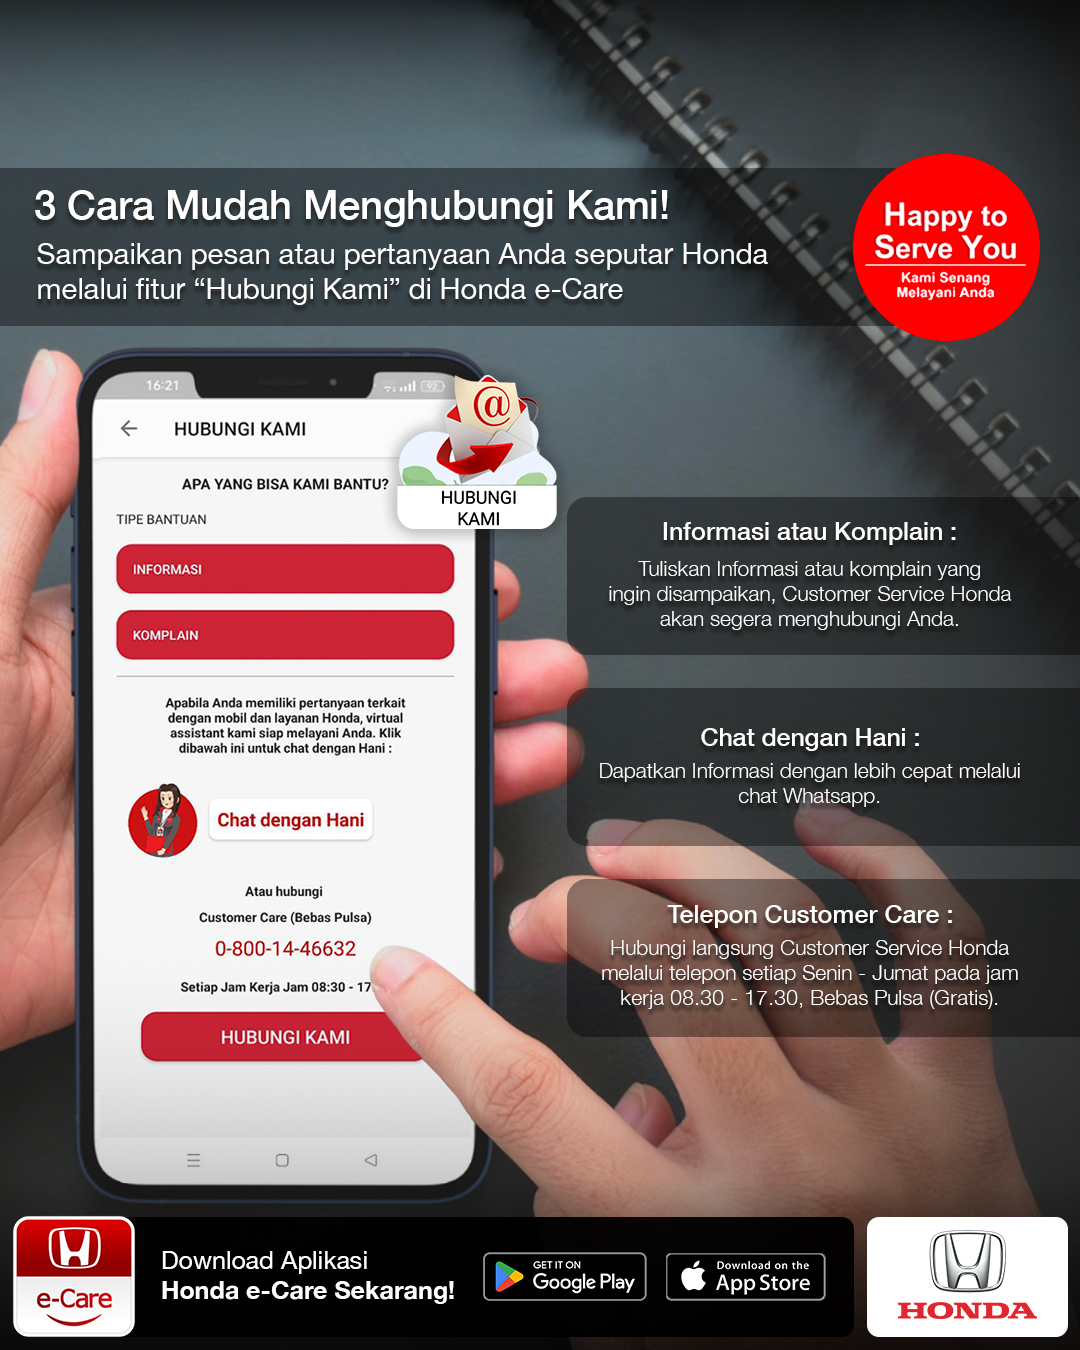 3 Cara Mudah Menghubungi Kami!
Sampaikan pesan atau pertanyaan Anda seputar Honda
melalui fitur “Hubungi Kami” di Honda e-Care
Happy to
Serve You
Kami Senang
Melayani Anda
16:21
92
HUBUNGI KAMI
HUBUNGI
KAMI
APA YANG BISA KAMI BANTU?
TIPE BANTUAN
INFORMASI
KOMPLAIN
Apabila Anda memiliki pertanyaan terkait
dengan mobil dan layanan Honda, virtual
assistant kami siap melayani Anda. Klik
dibawah ini untuk chat dengan Hani :
Chat dengan Hani
Atau hubungi
Customer Care (Bebas Pulsa)
0-800-14-46632
Setiap Jam Kerja Jam 08:30 - 17
HUBUNGI KAMI
Informasi atau Komplain :
Tuliskan Informasi atau komplain yang
ingin disampaikan, Customer Service Honda
akan segera menghubungi Anda.
Chat dengan Hani :
Dapatkan Informasi dengan lebih cepat melalui
chat Whatsapp.
Telepon Customer Care :
Hubungi langsung Customer Service Honda
melalui telepon setiap Senin - Jumat pada jam
kerja 08.30 - 17.30, Bebas Pulsa (Gratis).
e-Care
Download Aplikasi
Honda e-Care Sekarang!
GET IT ON
Google Play
Download on the
App Store
HONDA